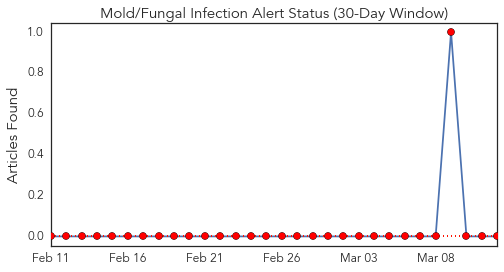 Mold/Fungal Infection Alert Status (30-Day Window)
Articles Found
1.0
0.8
0.6
0.4
0.2
0.0
Feb 11 Feb 16 Feb 21 Feb 26 Mar 03 Mar 08